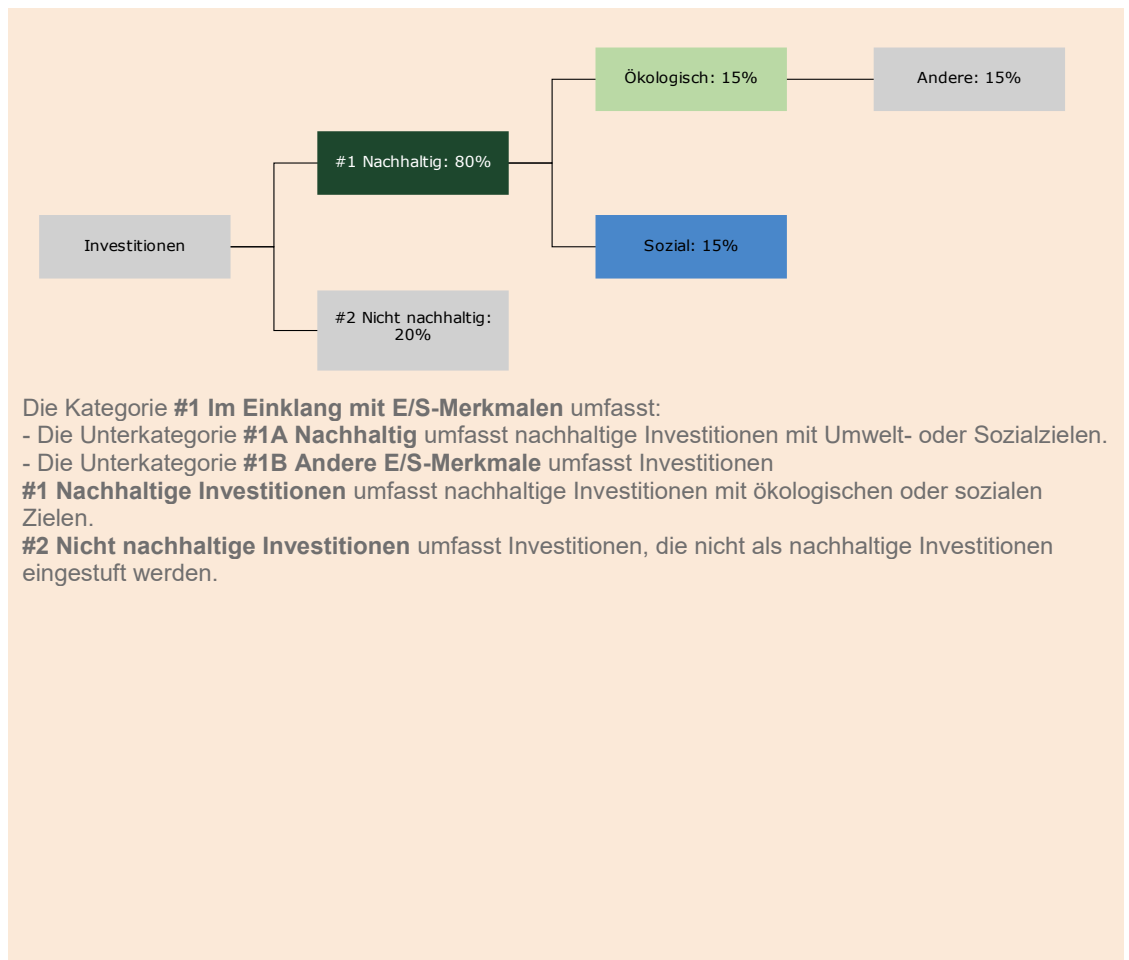 Ökologisch: 15%
Andere: 15%
#1 Nachhaltig: 80%
Investitionen
Sozial: 15%
#2 Nicht nachhaltig:
20%
Die Kategorie #1 Im Einklang mit E/S-Merkmalen umfasst:
- Die Unterkategorie #1A Nachhaltig umfasst nachhaltige Investitionen mit Umwelt- oder Sozialzielen.
- Die Unterkategorie #1B Andere E/S-Merkmale umfasst Investitionen
#1 Nachhaltige Investitionen umfasst nachhaltige Investitionen mit ökologischen oder sozialen
Zielen.
#2 Nicht nachhaltige Investitionen umfasst Investitionen, die nicht als nachhaltige Investitionen
eingestuft werden.